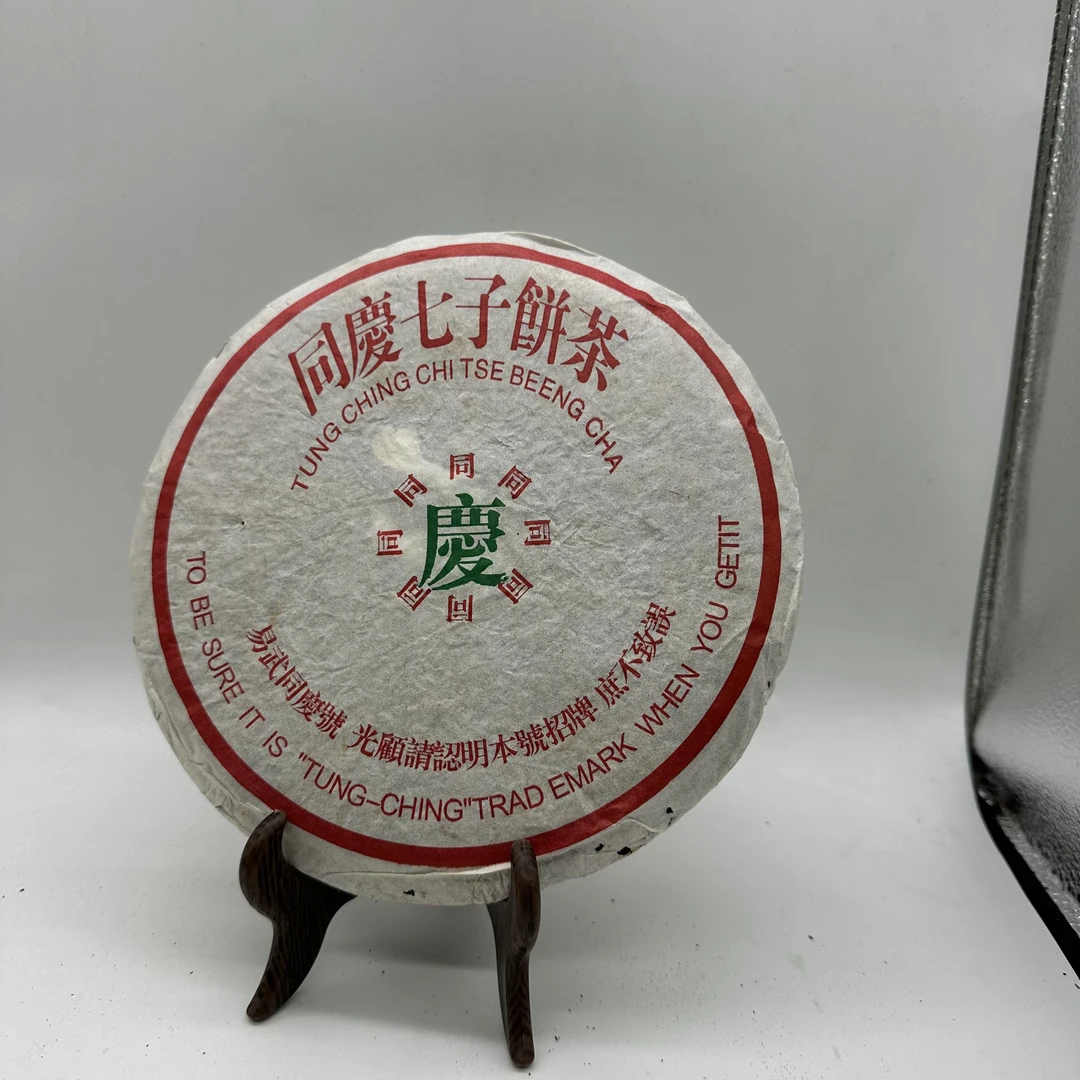 同慶七子餅茶
TUNG CHING CHI TSE BEENG CHA
同同同同同同同同
慶
易武同慶號 光顧請認明本號招牌 庶不致誤
TO BE SURE IT IS "TUNG-CHING"TRAD EMARK WHEN YOU GETIT